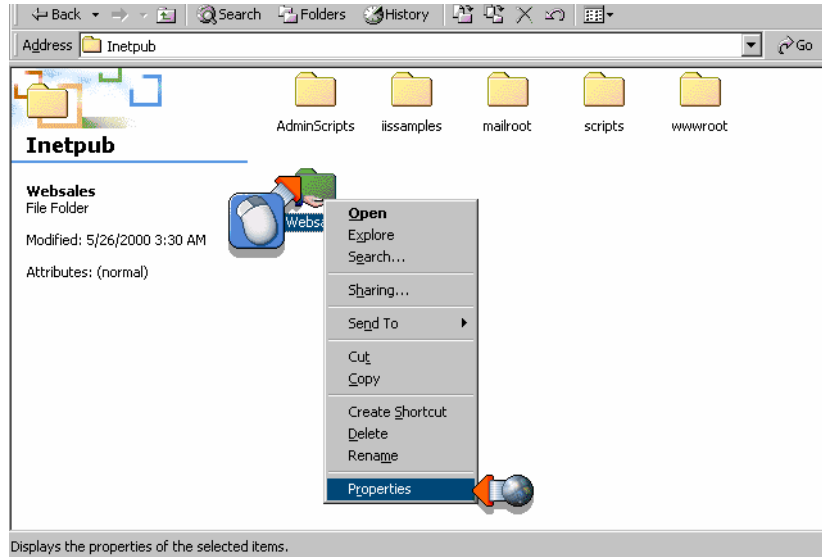 Back Search Folders History
Address Inetpub Go
AdminScripts iissamples mailroot scripts wwwroot
Inetpub
Websales
File Folder
Modified: 5/26/2000 3:30 AM
Attributes: (normal)
Websa
Open
Explore
Search...
Sharing...
Send To
Cut
Copy
Create Shortcut
Delete
Rename
Properties
Displays the properties of the selected items.